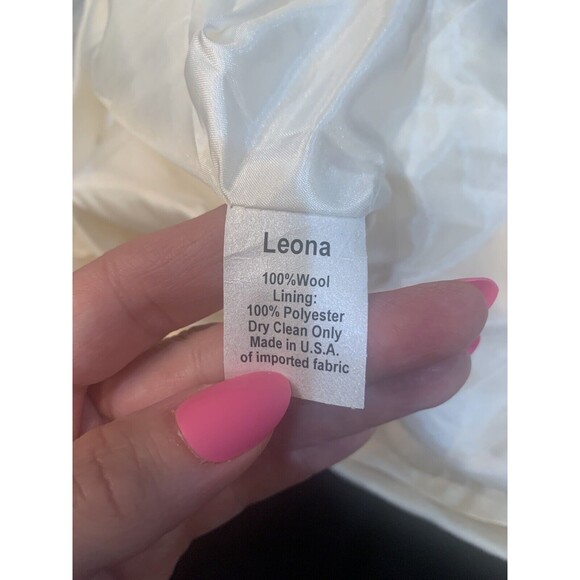 Leona
100%Wool
Lining:
100% Polyester
Dry Clean Only
Made in U.S.A.
of imported fabric